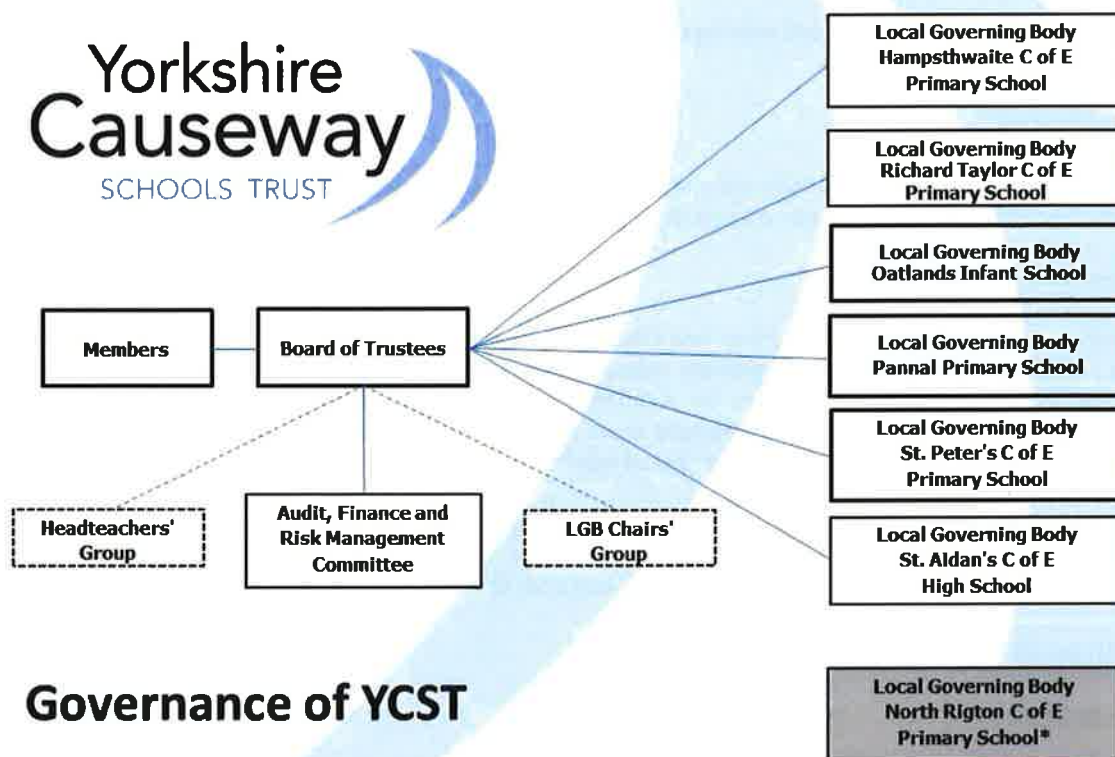 Yorkshire
Causeway
SCHOOLS TRUST
Members
Board of Trustees
Headteachers'
Group
Audit, Finance and
Risk Management
Committee
LGB Chairs'
Group
Local Governing Body
Hampsthwaite C of E
Primary School
Local Governing Body
Richard Taylor C of E
Primary School
Local Governing Body
Oatlands Infant School
Local Governing Body
Pannal Primary School
Local Governing Body
St. Peter's C of E
Primary School
Local Governing Body
St. Aidan's C of E
High School
Governance of YCST
Local Governing Body
North Rigton C of E
Primary School*